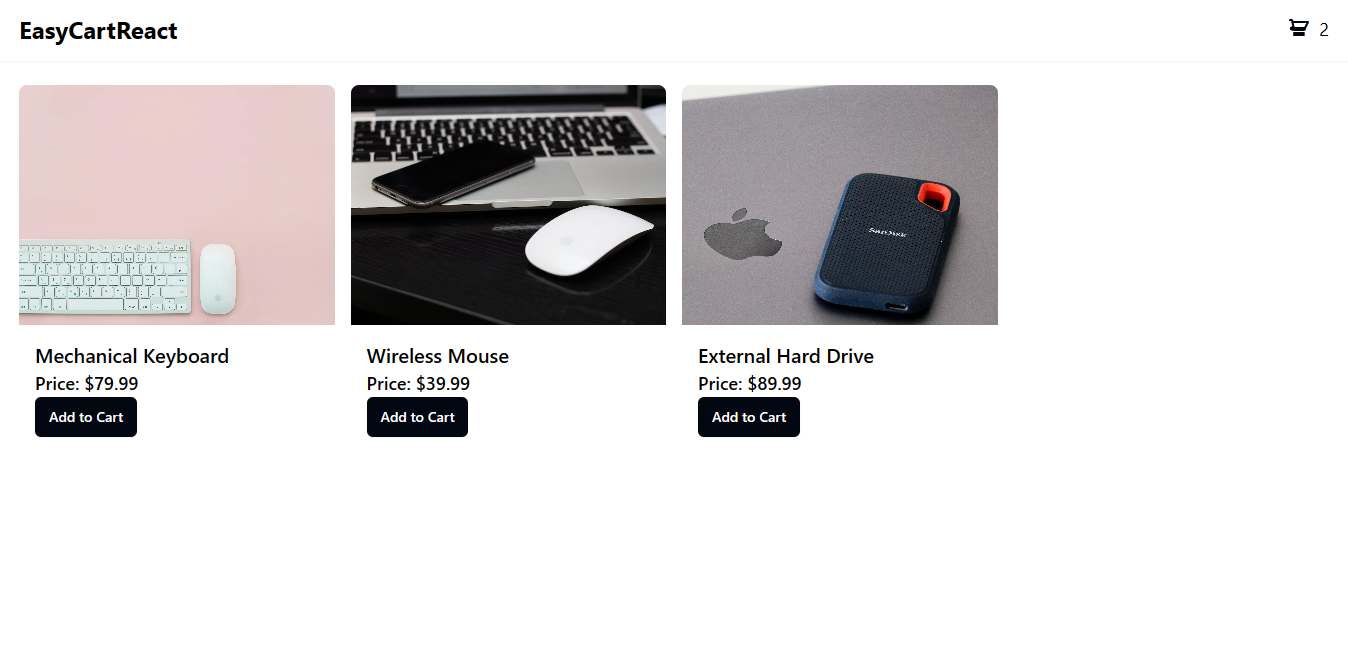 EasyCartReact
2
SanDisk
Mechanical Keyboard
Wireless Mouse
External Hard Drive
Price: $79.99
Price: $39.99
Price: $89.99
Add to Cart
Add to Cart
Add to Cart